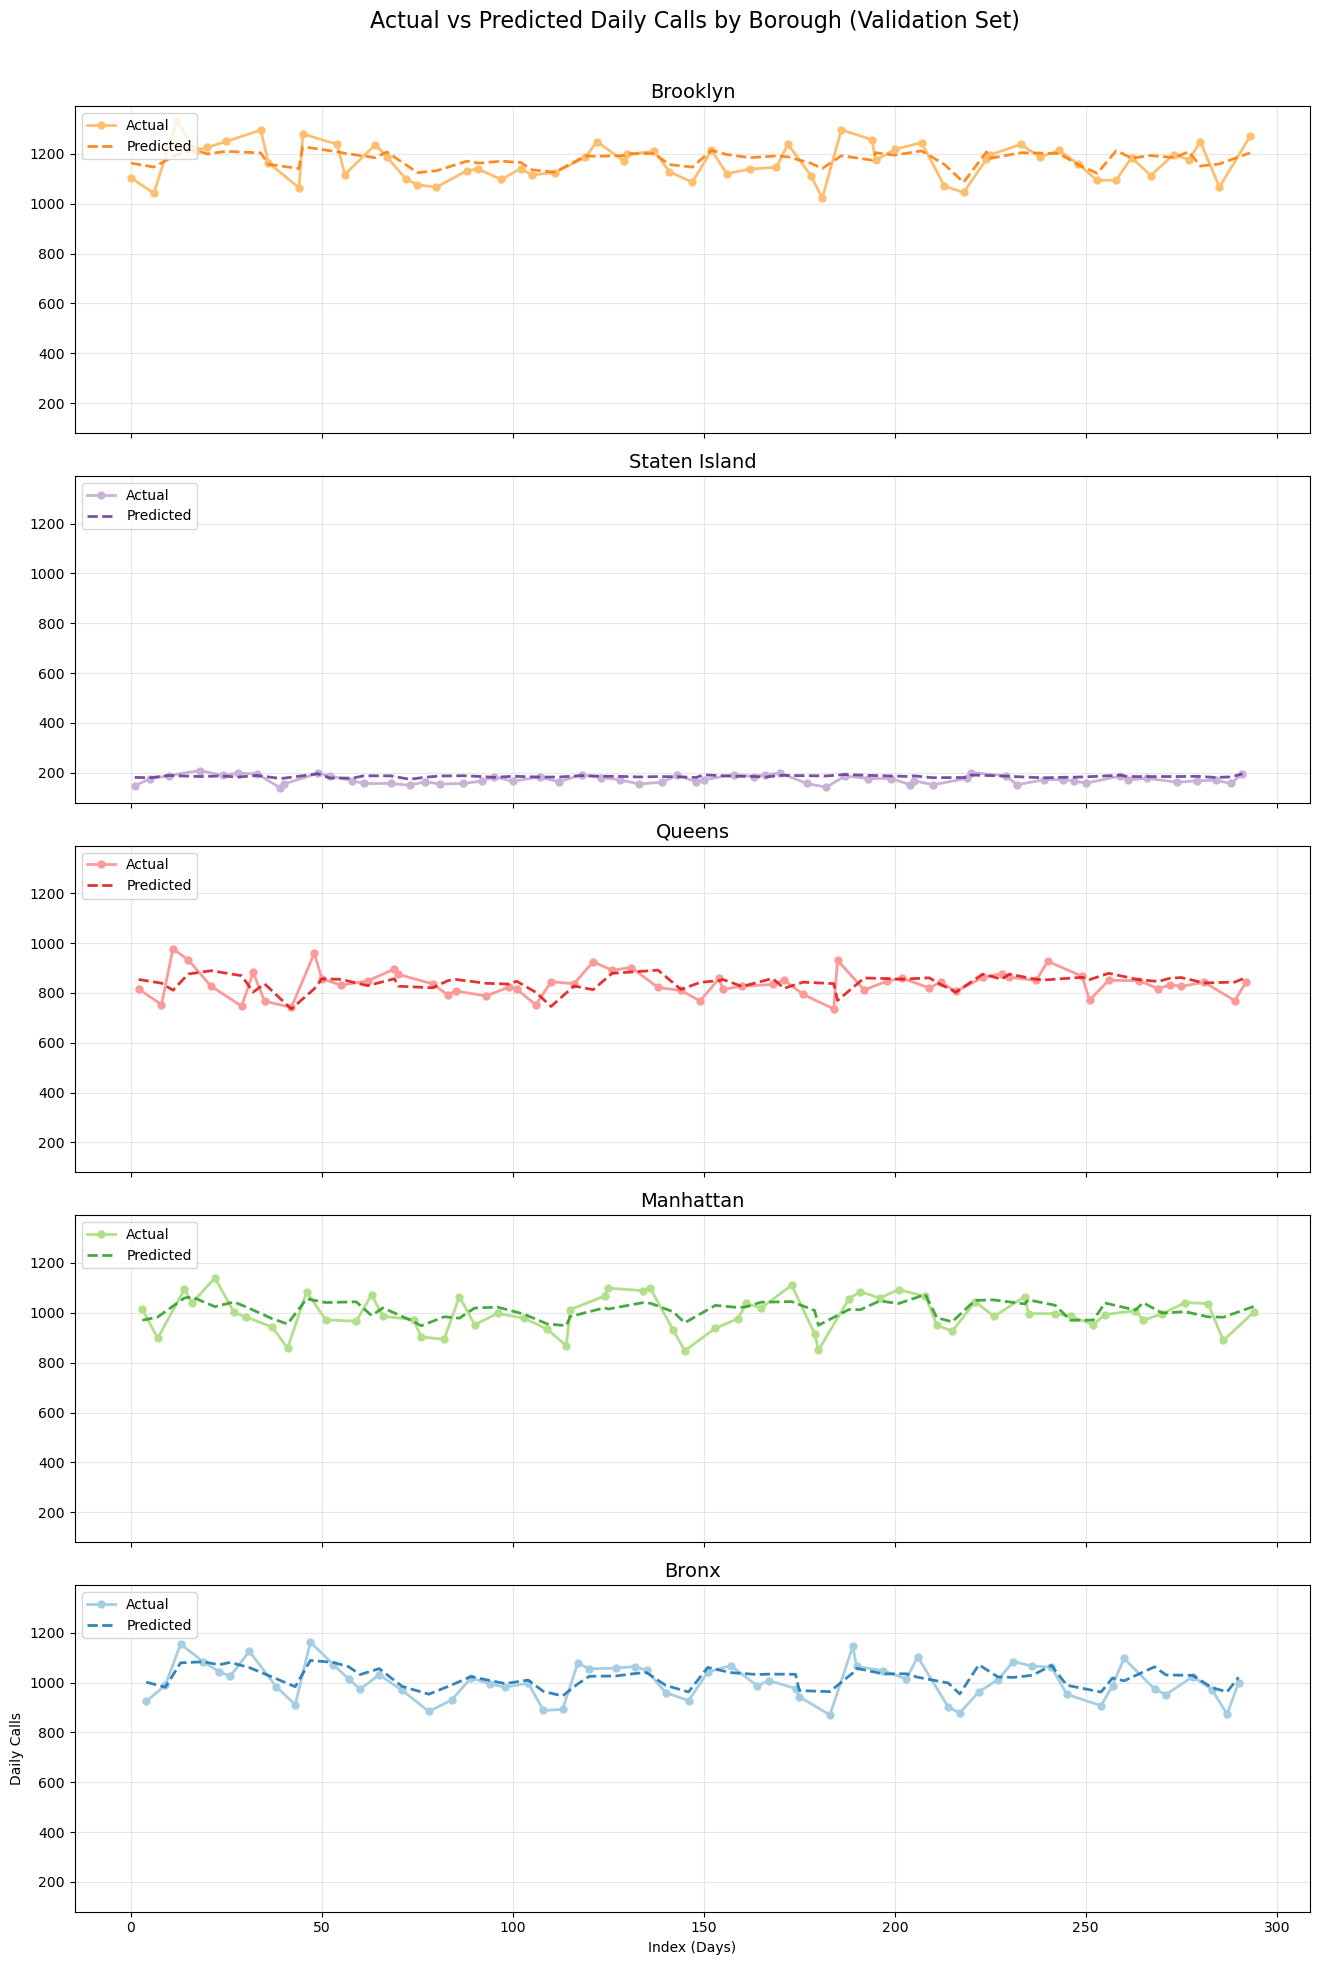 Actual vs Predicted Daily Calls by Borough (Validation Set)
Brooklyn
Actual
Predicted
1200
1000
800
600
400
200
Staten Island
Actual
Predicted
1200
1000
800
600
400
200
Queens
Actual
Predicted
1200
1000
800
600
400
200
Manhattan
Actual
Predicted
1200
1000
800
600
400
200
Bronx
Actual
Predicted
1200
1000
800
600
400
200
Daily Calls
0 50 100 150 200 250 300
Index (Days)